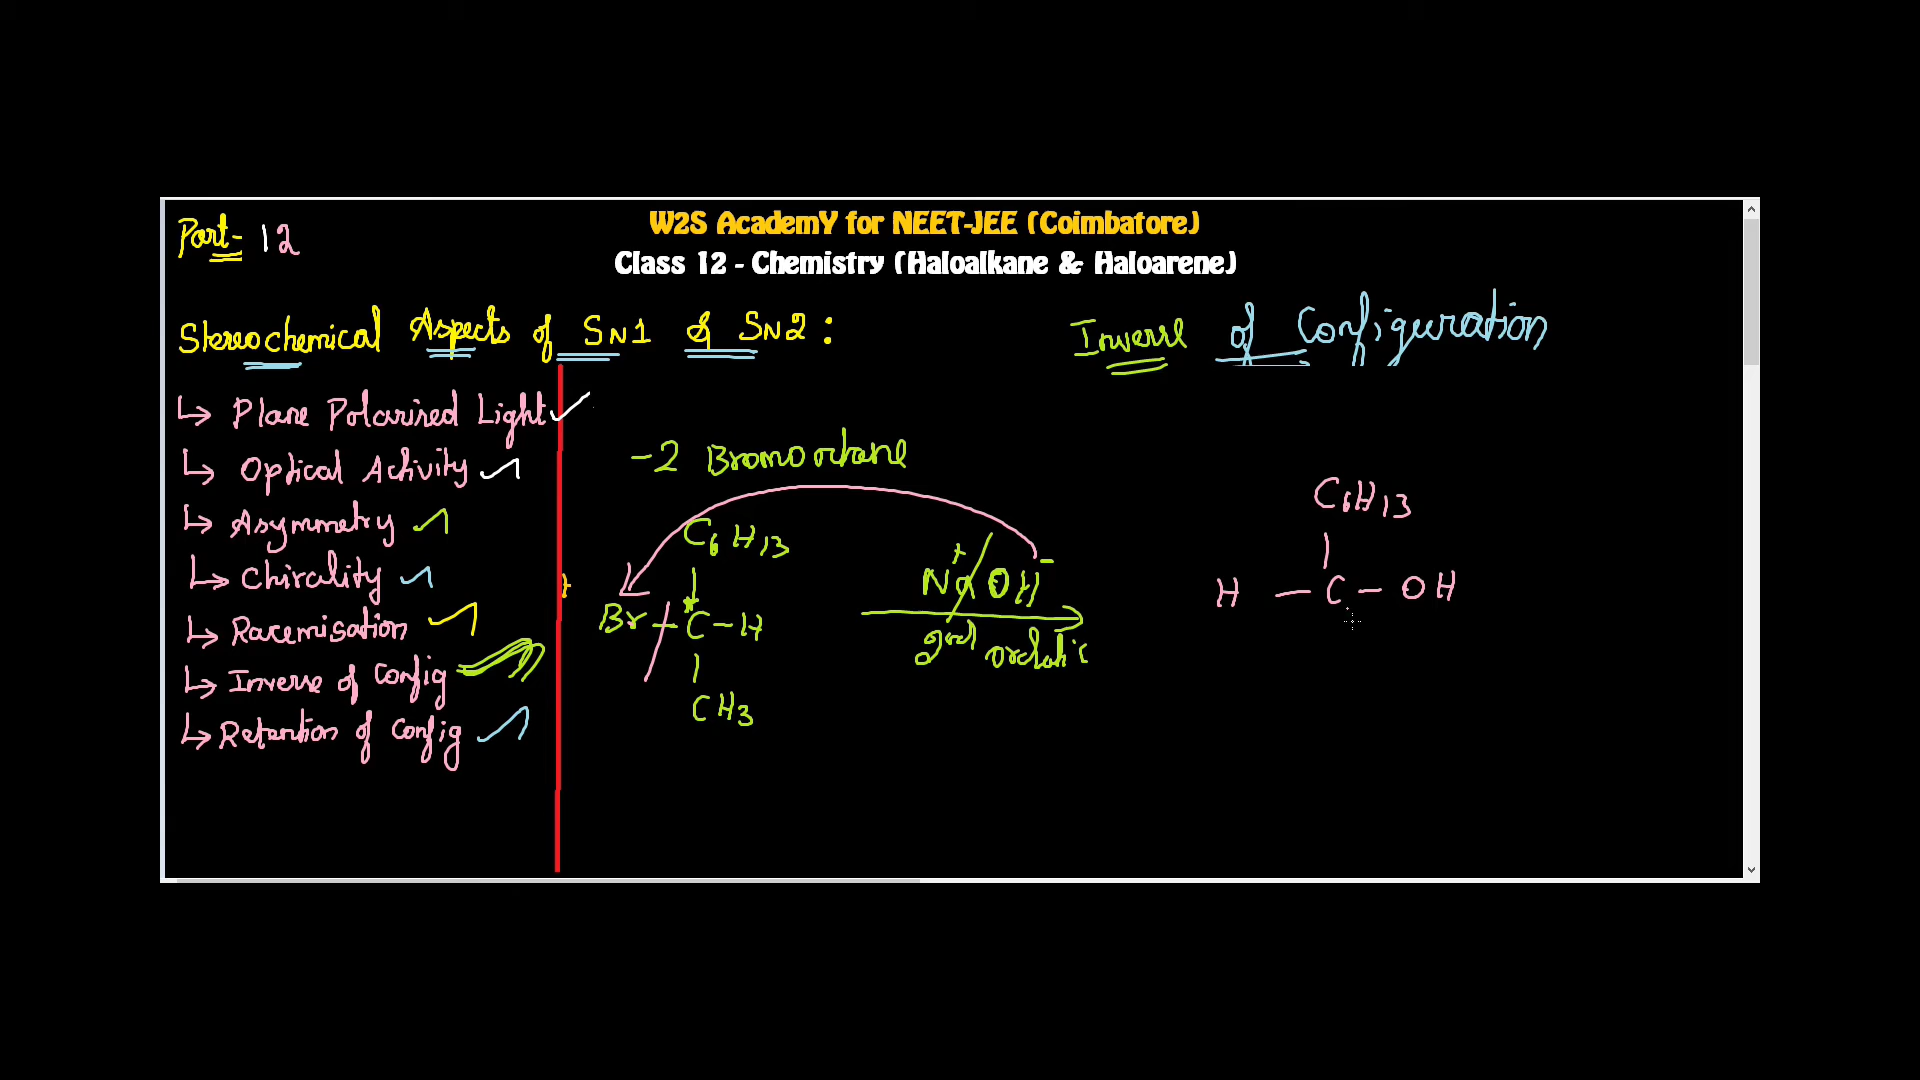 Part- 12
W2S AcademY for NEET-JEE (Coimbatore)
Class 12 - Chemistry (Haloalkane & Haloarene)
Stereochemical Aspects of SN1 & SN2 :
Inverse of Configuration
↳ Plane Polarised Light ✓
↳ Optical Activity ✓
↳ Asymmetry ✓
↳ Chirality ✓
↳ Racemisation ✓
↳ Inverse of Config
↳ Retention of Config ✓
-2 Bromooctane
C6H13
Br - C* - H
CH3
Na+ OH-
C6H13
H - C - OH